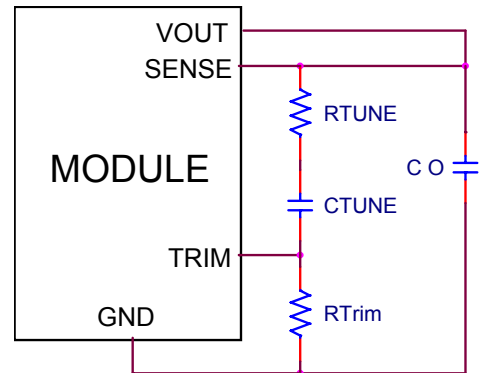 VOUT
SENSE
RTUNE
MODULE
C O
CTUNE
TRIM
RTrim
GND